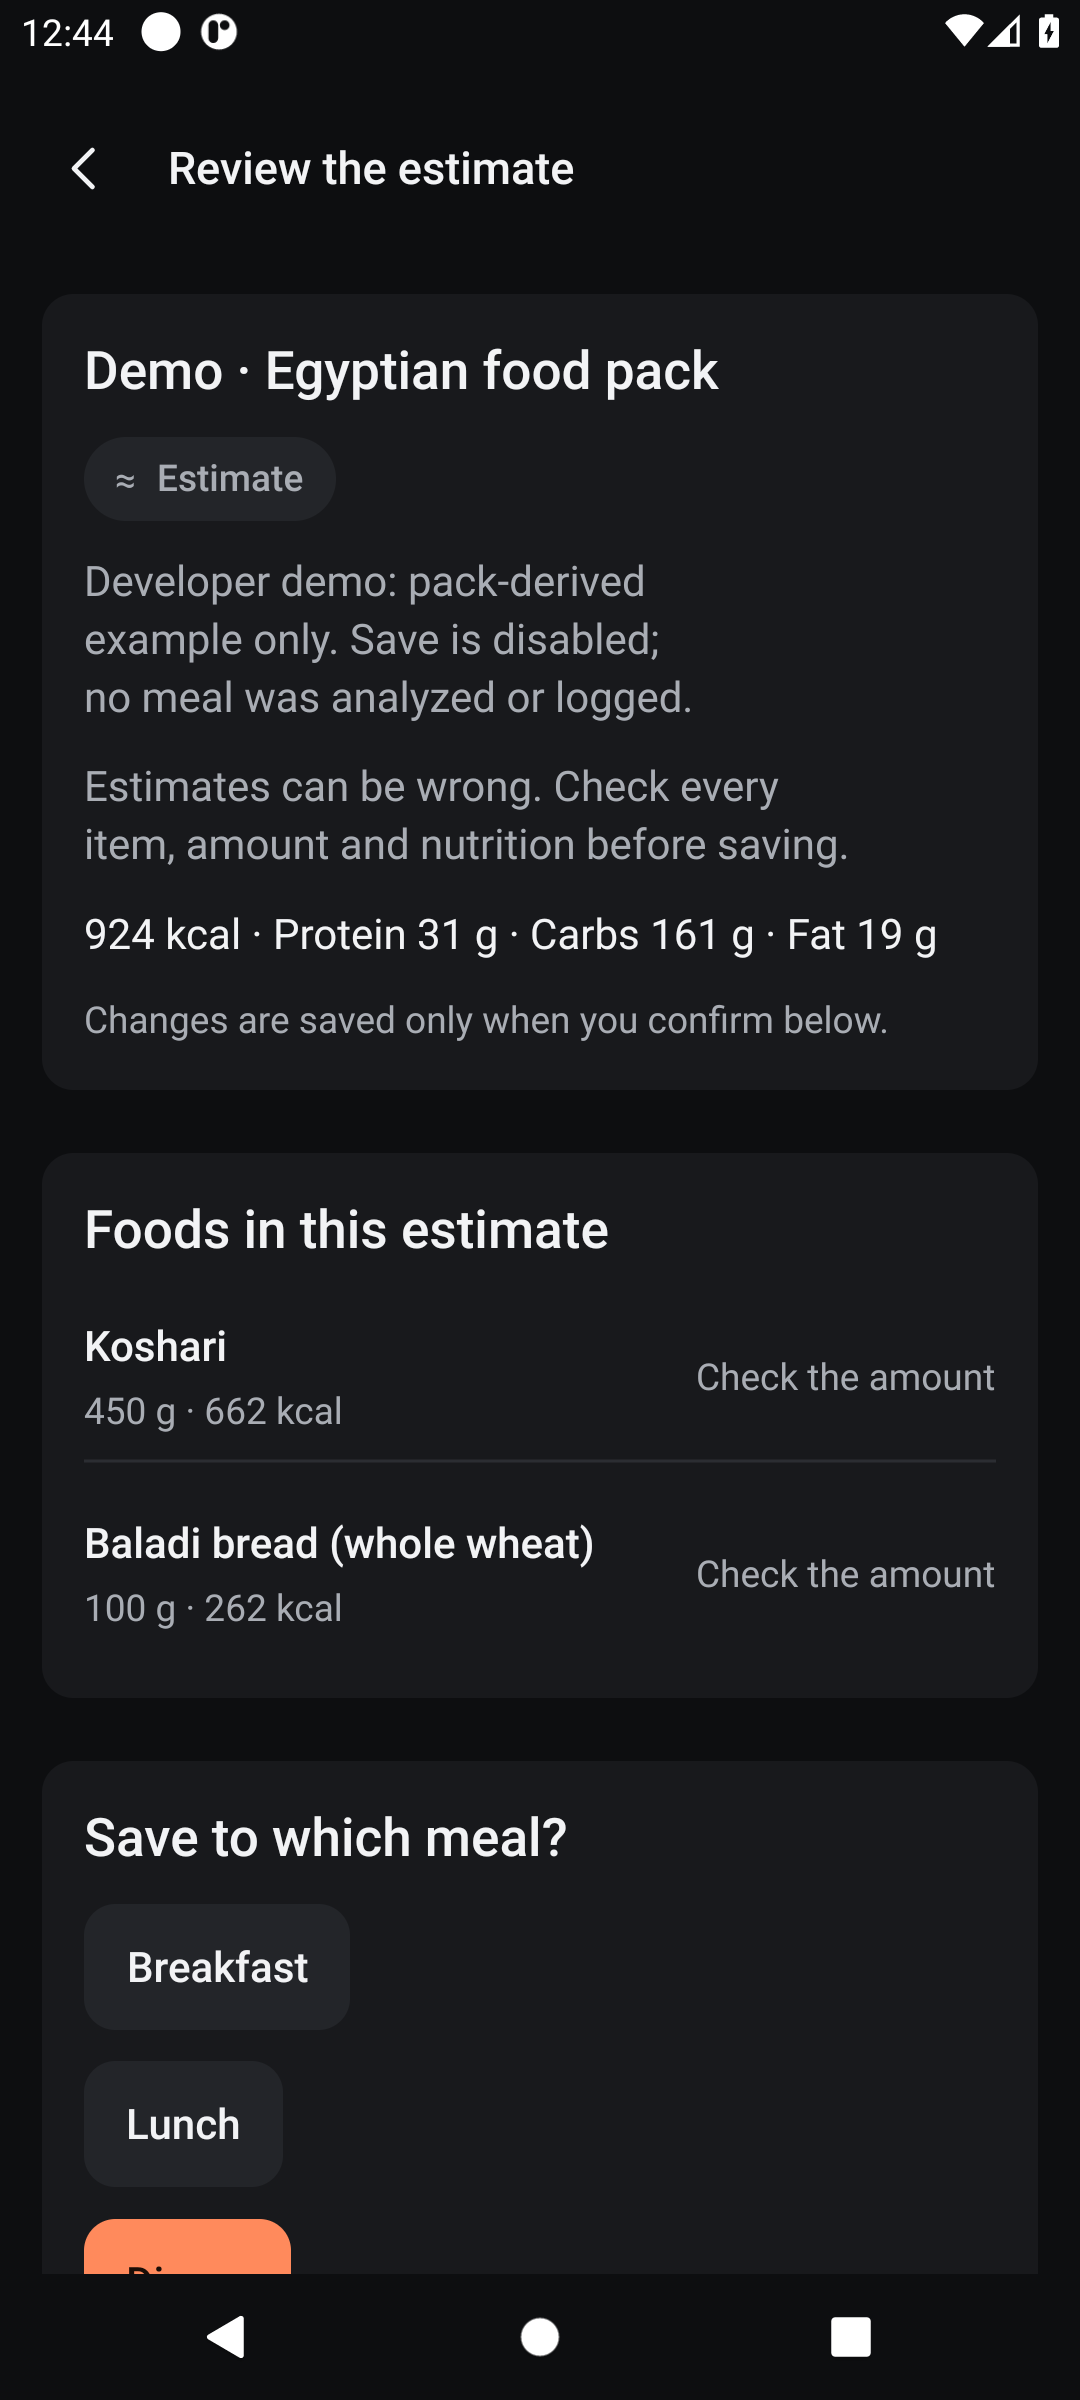 12:44
Review the estimate
Demo · Egyptian food pack
≈ Estimate
Developer demo: pack-derived
example only. Save is disabled;
no meal was analyzed or logged.
Estimates can be wrong. Check every
item, amount and nutrition before saving.
924 kcal · Protein 31 g · Carbs 161 g · Fat 19 g
Changes are saved only when you confirm below.
Foods in this estimate
Koshari
450 g · 662 kcal
Check the amount
Baladi bread (whole wheat)
100 g · 262 kcal
Check the amount
Save to which meal?
Breakfast
Lunch